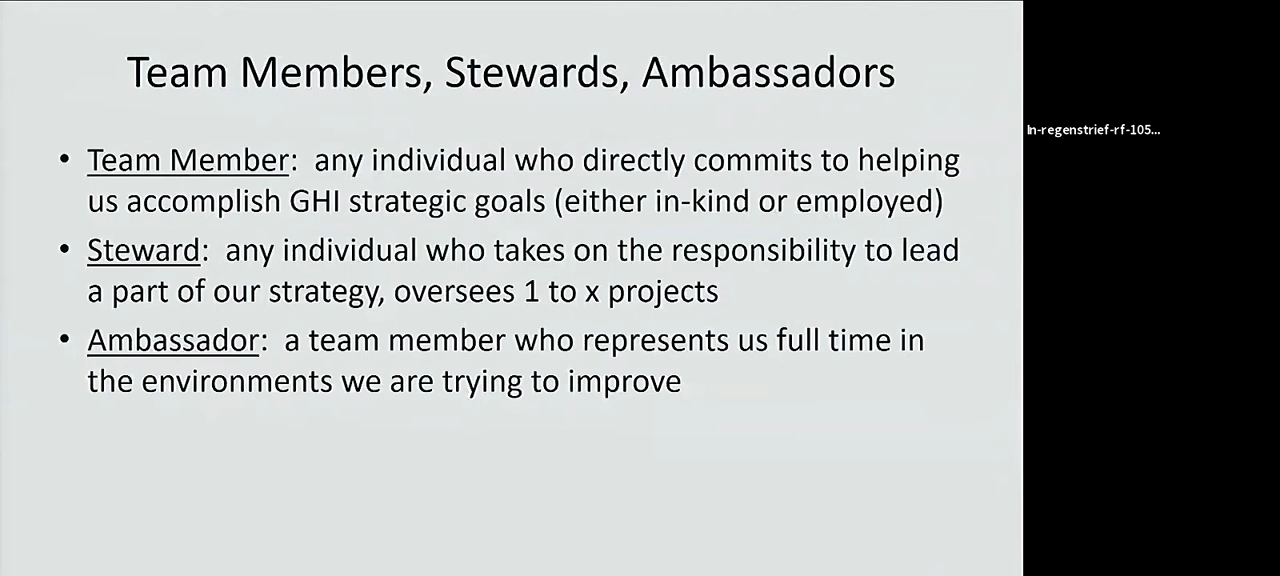 Team Members, Stewards, Ambassadors
• Team Member:  any individual who directly commits to helping
us accomplish GHI strategic goals (either in-kind or employed)
• Steward:  any individual who takes on the responsibility to lead
a part of our strategy, oversees 1 to x projects
• Ambassador:  a team member who represents us full time in
the environments we are trying to improve
In-regenstrief-rf-105...